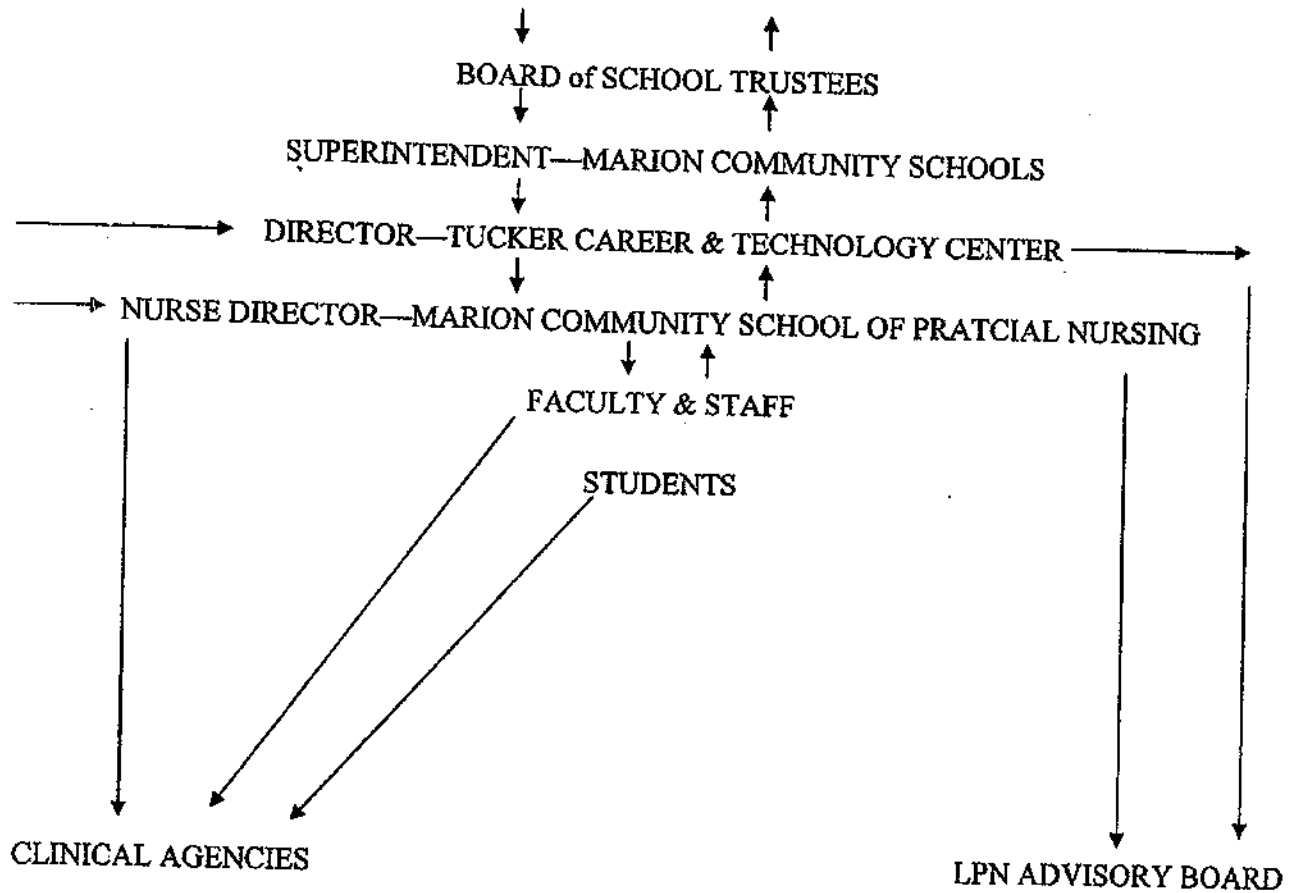 BOARD of SCHOOL TRUSTEES
SUPERINTENDENT—MARION COMMUNITY SCHOOLS
DIRECTOR—TUCKER CAREER & TECHNOLOGY CENTER
NURSE DIRECTOR—MARION COMMUNITY SCHOOL OF PRATCIAL NURSING
FACULTY & STAFF
STUDENTS
CLINICAL AGENCIES
LPN ADVISORY BOARD